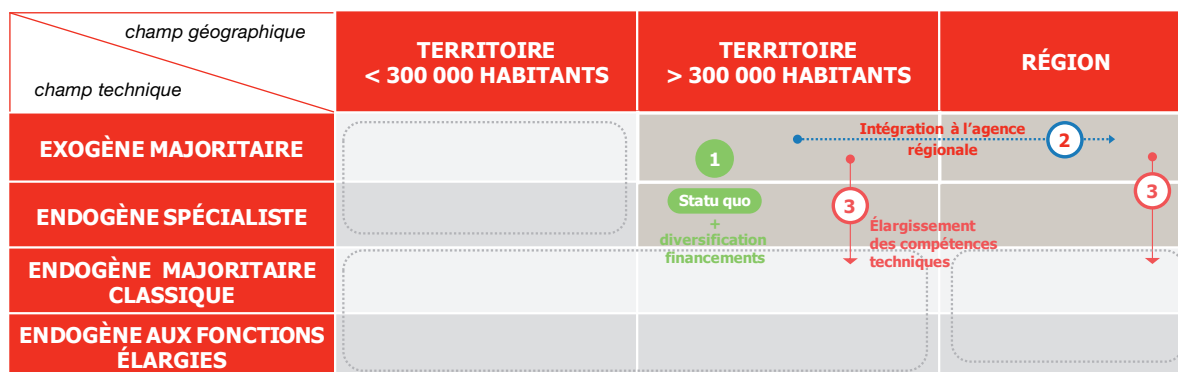 champ géographique
champ technique
TERRITOIRE
< 300 000 HABITANTS
TERRITOIRE
> 300 000 HABITANTS
RÉGION
EXOGÈNE MAJORITAIRE
1
Intégration à l'agence
régionale
2
ENDOGÈNE SPÉCIALISTE
Statu quo
+
diversification
financements
3
Élargissement
des compétences
techniques
3
ENDOGÈNE MAJORITAIRE
CLASSIQUE
ENDOGÈNE AUX FONCTIONS
ÉLARGIES